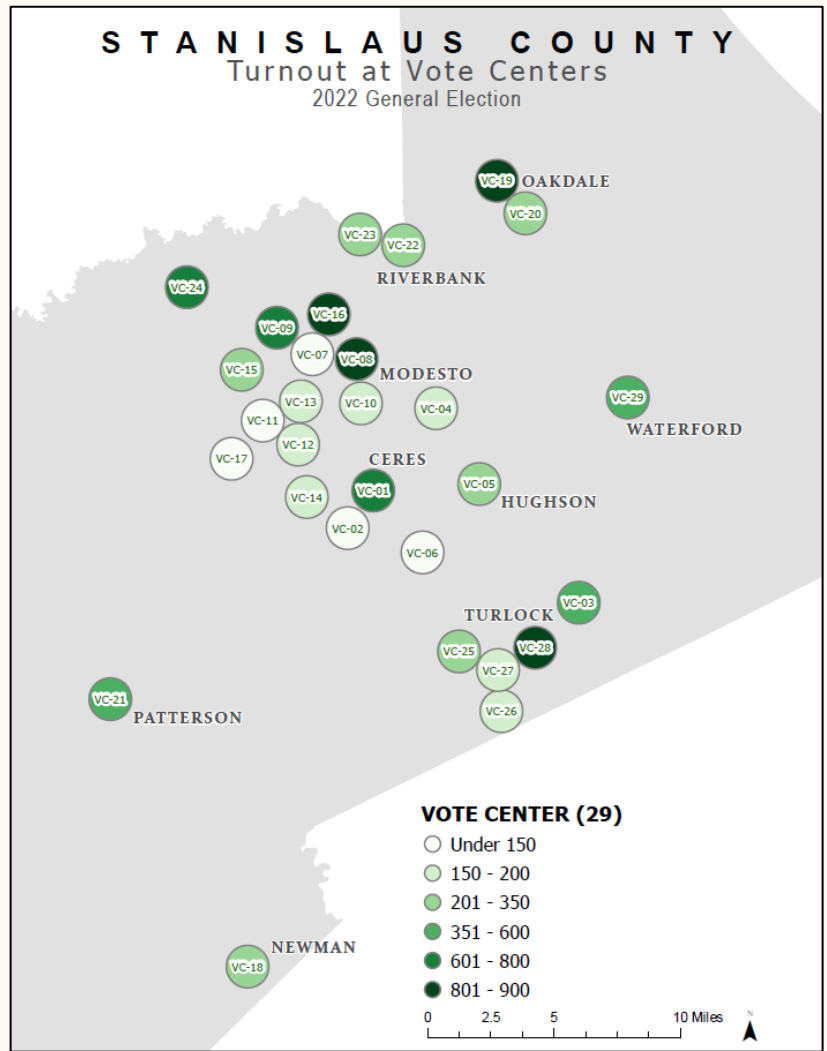 STANISLAUS COUNTY
Turnout at Vote Centers
2022 General Election
VC-19
OAKDALE
VC-20
VC-23
VC-22
RIVERBANK
VC-24
VC-16
VC-09
VC-07
VC-08
VC-15
MODESTO
VC-13
VC-10
VC-04
VC-29
VC-11
WATERFORD
VC-12
VC-17
CERES
VC-01
VC-05
VC-14
HUGHSON
VC-02
VC-06
VC-03
TURLOCK
VC-25
VC-28
VC-27
VC-21
VC-26
PATTERSON
VOTE CENTER (29)
Under 150
150 - 200
201 - 350
351 - 600
601 - 800
801 - 900
NEWMAN
VC-18
0 2.5 5 10 Miles
N